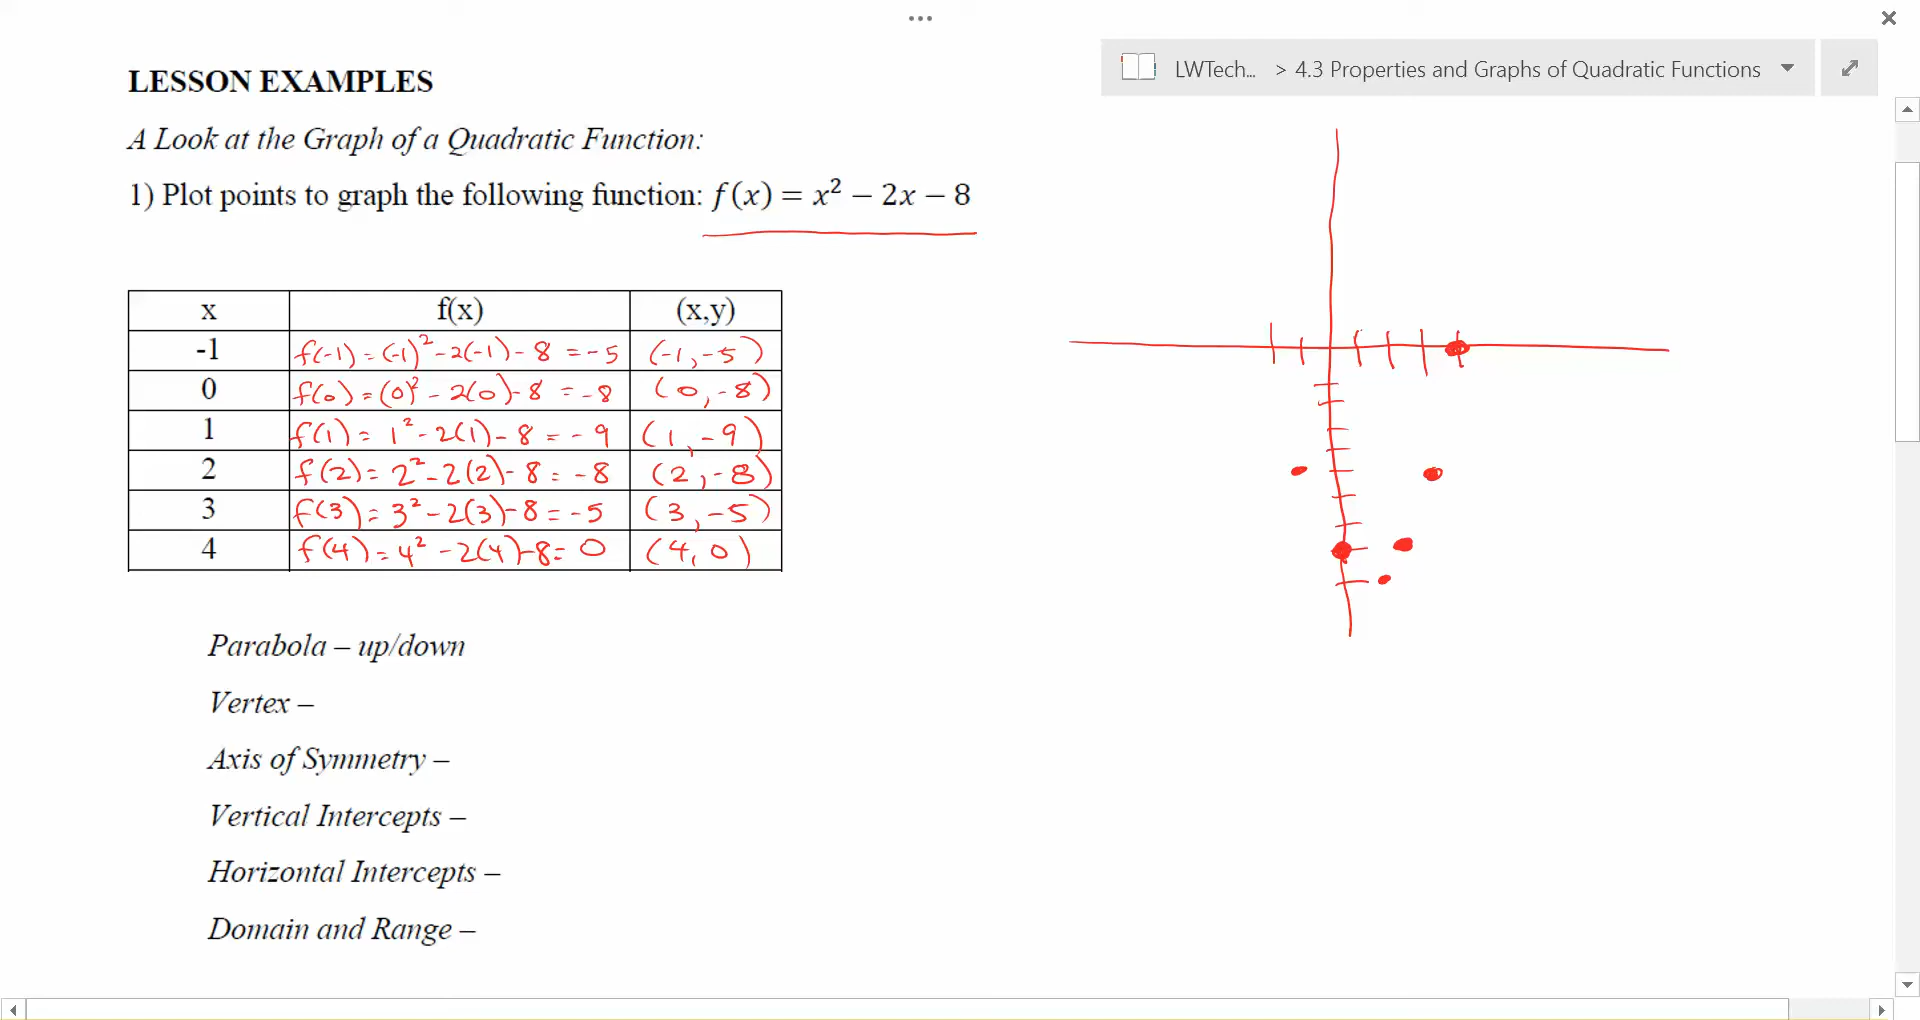 LWTech... > 4.3 Properties and Graphs of Quadratic Functions
LESSON EXAMPLES
A Look at the Graph of a Quadratic Function:
1) Plot points to graph the following function: f(x) = x² − 2x − 8
x f(x) (x,y)
-1 f(-1) = (-1)² - 2(-1) - 8 = -5 (-1, -5)
0 f(0) = (0)² - 2(0) - 8 = -8 (0, -8)
1 f(1) = 1² - 2(1) - 8 = -9 (1, -9)
2 f(2) = 2² - 2(2) - 8 = -8 (2, -8)
3 f(3) = 3² - 2(3) - 8 = -5 (3, -5)
4 f(4) = 4² - 2(4) - 8 = 0 (4, 0)
Parabola – up/down
Vertex –
Axis of Symmetry –
Vertical Intercepts –
Horizontal Intercepts –
Domain and Range –